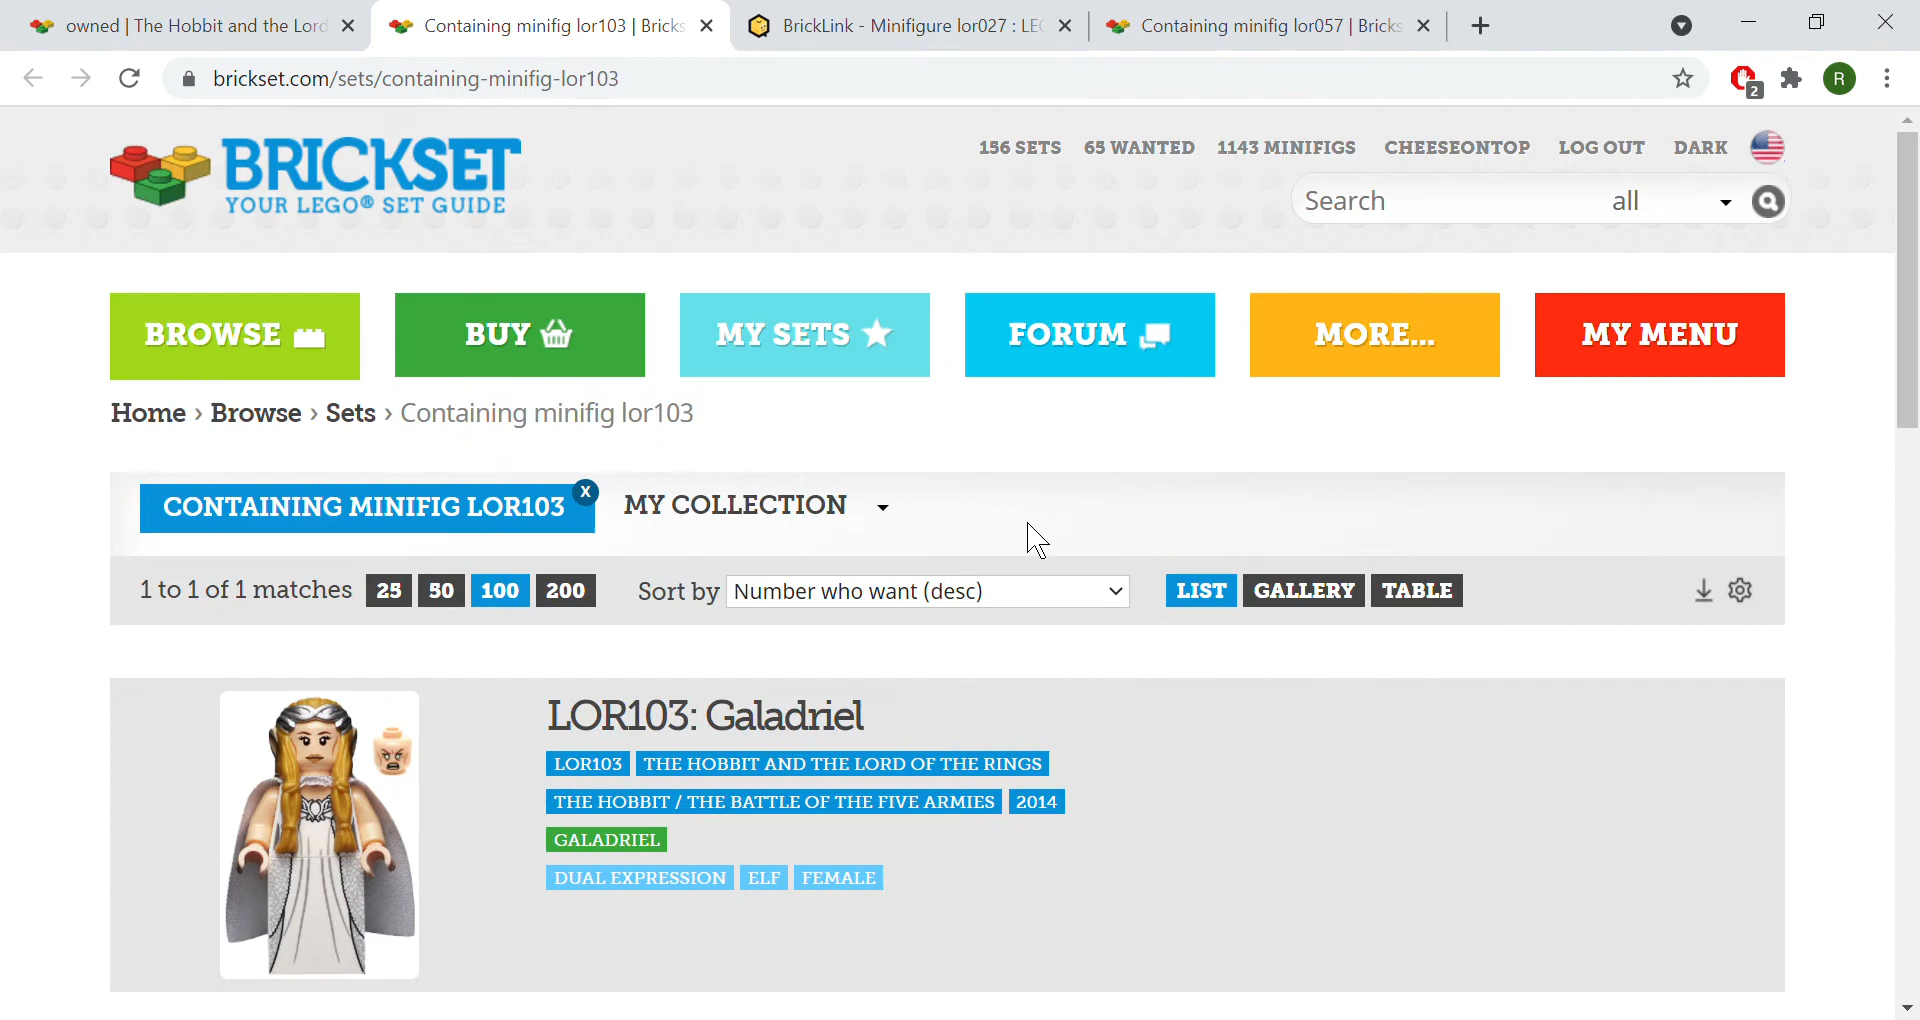 owned | The Hobbit and the Lord
Containing minifig lor103 | Bricks
BrickLink - Minifigure lor027 : LEG
Containing minifig lor057 | Bricks
brickset.com/sets/containing-minifig-lor103
2
R
BRICKSET
YOUR LEGO® SET GUIDE
156 SETS 65 WANTED 1143 MINIFIGS CHEESEONTOP LOG OUT DARK
Search all
BROWSE BUY MY SETS FORUM MORE... MY MENU
Home › Browse › Sets › Containing minifig lor103
CONTAINING MINIFIG LOR103 X MY COLLECTION
1 to 1 of 1 matches 25 50 100 200 Sort by Number who want (desc) LIST GALLERY TABLE
LOR103: Galadriel
LOR103 THE HOBBIT AND THE LORD OF THE RINGS
THE HOBBIT / THE BATTLE OF THE FIVE ARMIES 2014
GALADRIEL
DUAL EXPRESSION ELF FEMALE